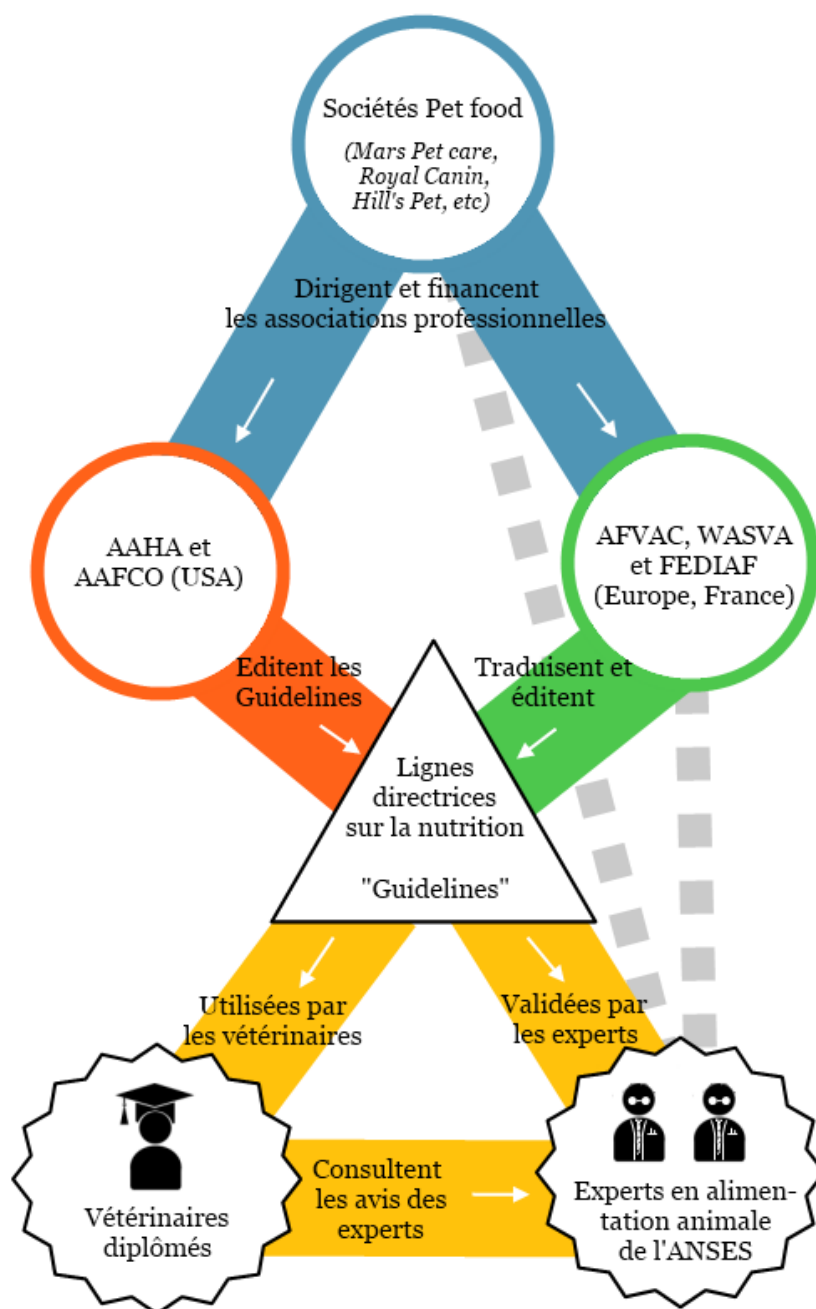 Sociétés Pet food
(Mars Pet care,
Royal Canin,
Hill's Pet, etc)
Dirigent et financent
les associations professionnelles
AAHA et
AAFCO (USA)
AFVAC, WASVA
et FEDIAF
(Europe, France)
Editent les
Guidelines
Traduisent et
éditent
Lignes
directrices
sur la nutrition
"Guidelines"
Utilisées par
les vétérinaires
Validées par
les experts
Vétérinaires
diplômés
Consultent
les avis des
experts
Experts en alimen-
tation animale
de l'ANSES